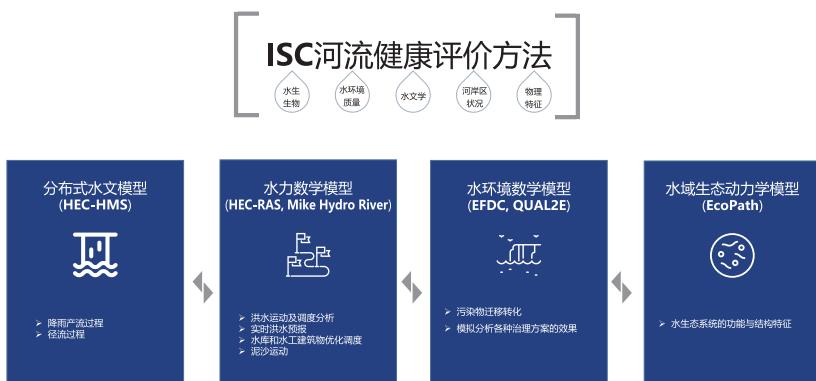 ISC河流健康评价方法
水生
生物
水环境
质量
水文学
河岸区
状况
物理
特征
分布式水文模型
(HEC-HMS)
降雨产流过程
径流过程
水力数学模型
(HEC-RAS, Mike Hydro River)
洪水运动及调度分析
实时洪水预报
水库和水工建筑物优化调度
泥沙运动
水环境数学模型
(EFDC, QUAL2E)
污染物迁移转化
模拟分析各种治理方案的效果
水域生态动力学模型
(EcoPath)
水生态系统的功能与结构特征